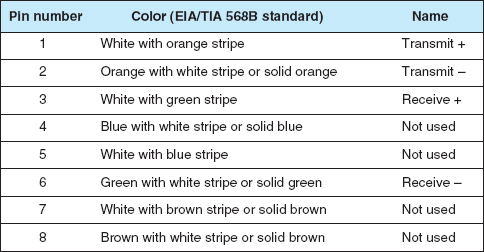 Pin number Color (EIA/TIA 568B standard) Name
1 White with orange stripe Transmit +
2 Orange with white stripe or solid orange Transmit –
3 White with green stripe Receive +
4 Blue with white stripe or solid blue Not used
5 White with blue stripe Not used
6 Green with white stripe or solid green Receive –
7 White with brown stripe or solid brown Not used
8 Brown with white stripe or solid brown Not used